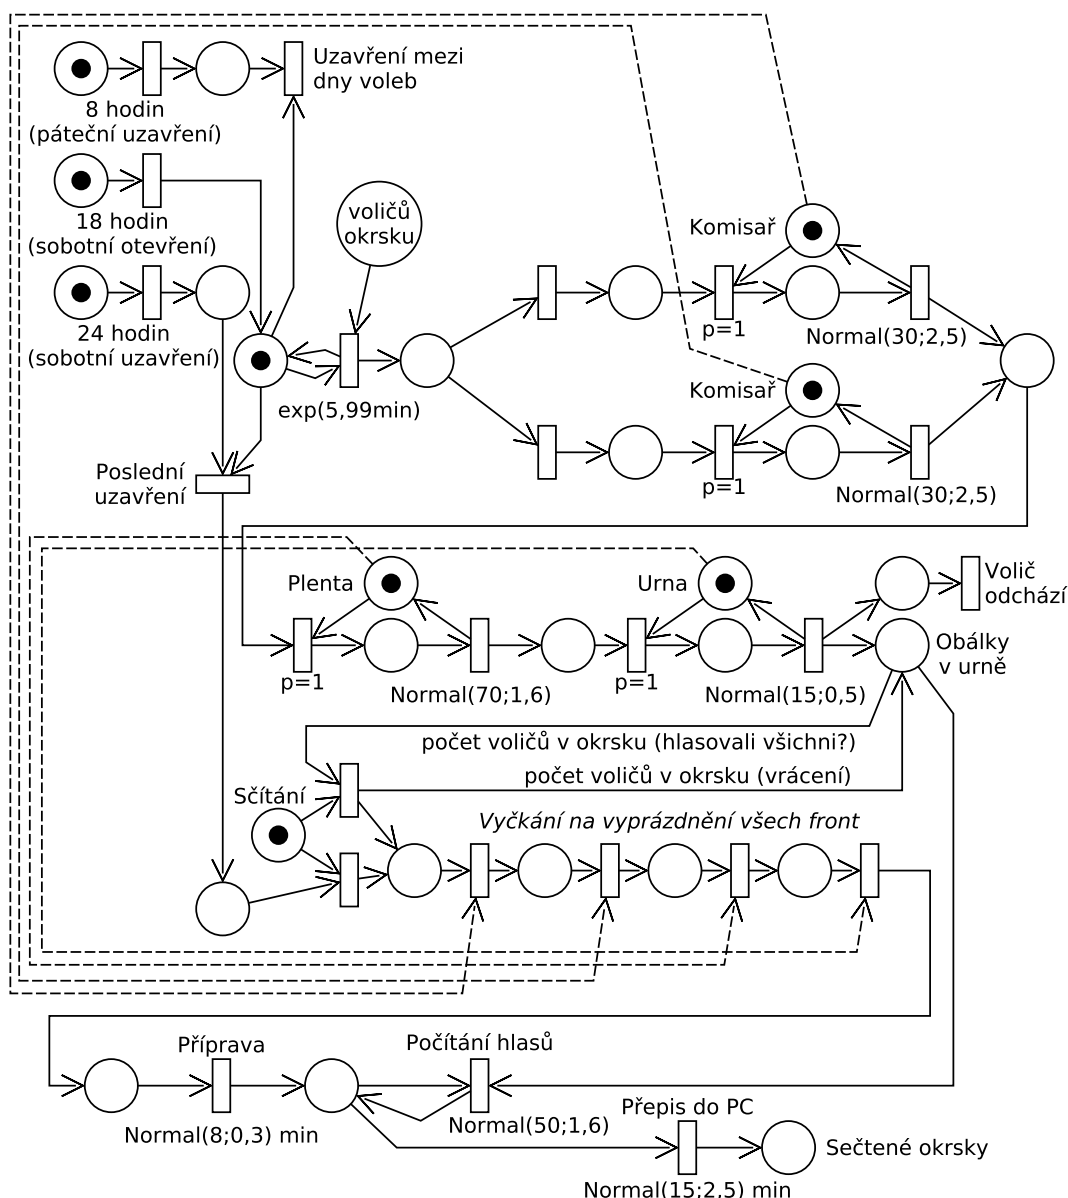 Uzavření mezi
dny voleb
8 hodin
(páteční uzavření)
18 hodin
(sobotní otevření)
voličů
okrsku
Komisař
24 hodin
(sobotní uzavření)
p=1
Normal(30;2,5)
Komisař
exp(5,99min)
Poslední
uzavření
p=1
Normal(30;2,5)
Plenta
Urna
Volič
odchází
Obálky
v urně
p=1
Normal(70;1,6)
p=1
Normal(15;0,5)
počet voličů v okrsku (hlasovali všichni?)
počet voličů v okrsku (vrácení)
Sčítání
Vyčkání na vyprázdnění všech front
Příprava
Počítání hlasů
Normal(8;0,3) min
Normal(50;1,6)
Přepis do PC
Sečtené okrsky
Normal(15;2,5) min